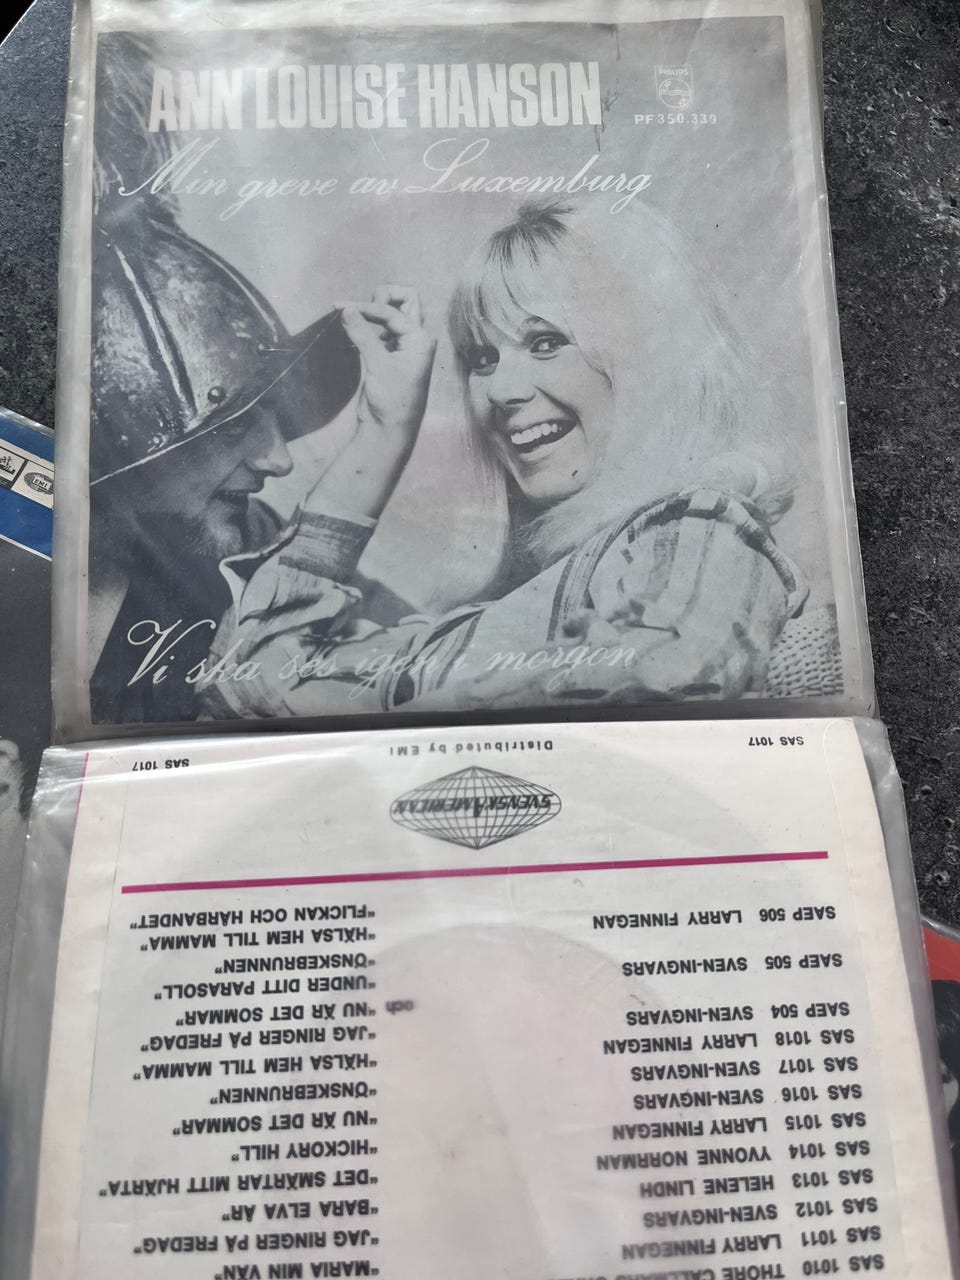 ANN LOUISE HANSON
PHILIPS
PF 350.339
Min greve av Luxemburg
Vi ska ses igen i morgon
EMI
SAS 1010 THORE "MARIA MIN VÄN"
SAS 1011 LARRY FINNEGAN "JAG RINGER PÅ FREDAG"
SAS 1012 SVEN-INGVARS "BARA ELVA ÅR"
SAS 1013 HELENE LINDH "DET SMÄRTAR MITT HJÄRTA"
SAS 1014 YVONNE NORRMAN "HICKORY HILL"
SAS 1015 LARRY FINNEGAN "NU ÄR DET SOMMAR"
SAS 1016 SVEN-INGVARS "ÖNSKEBRUNNEN"
SAS 1017 SVEN-INGVARS "HÄLSA HEM TILL MAMMA"
SAS 1018 LARRY FINNEGAN "JAG RINGER PÅ FREDAG"
SAEP 504 SVEN-INGVARS och "NU ÄR DET SOMMAR"
"UNDER DITT PARASOLL"
SAEP 505 SVEN-INGVARS "ÖNSKEBRUNNEN"
"HÄLSA HEM TILL MAMMA"
SAEP 506 LARRY FINNEGAN "FLICKAN OCH HÅRBANDET"
SVENSKAMERICAN
SAS 1017 Distributed by EMI SAS 1017